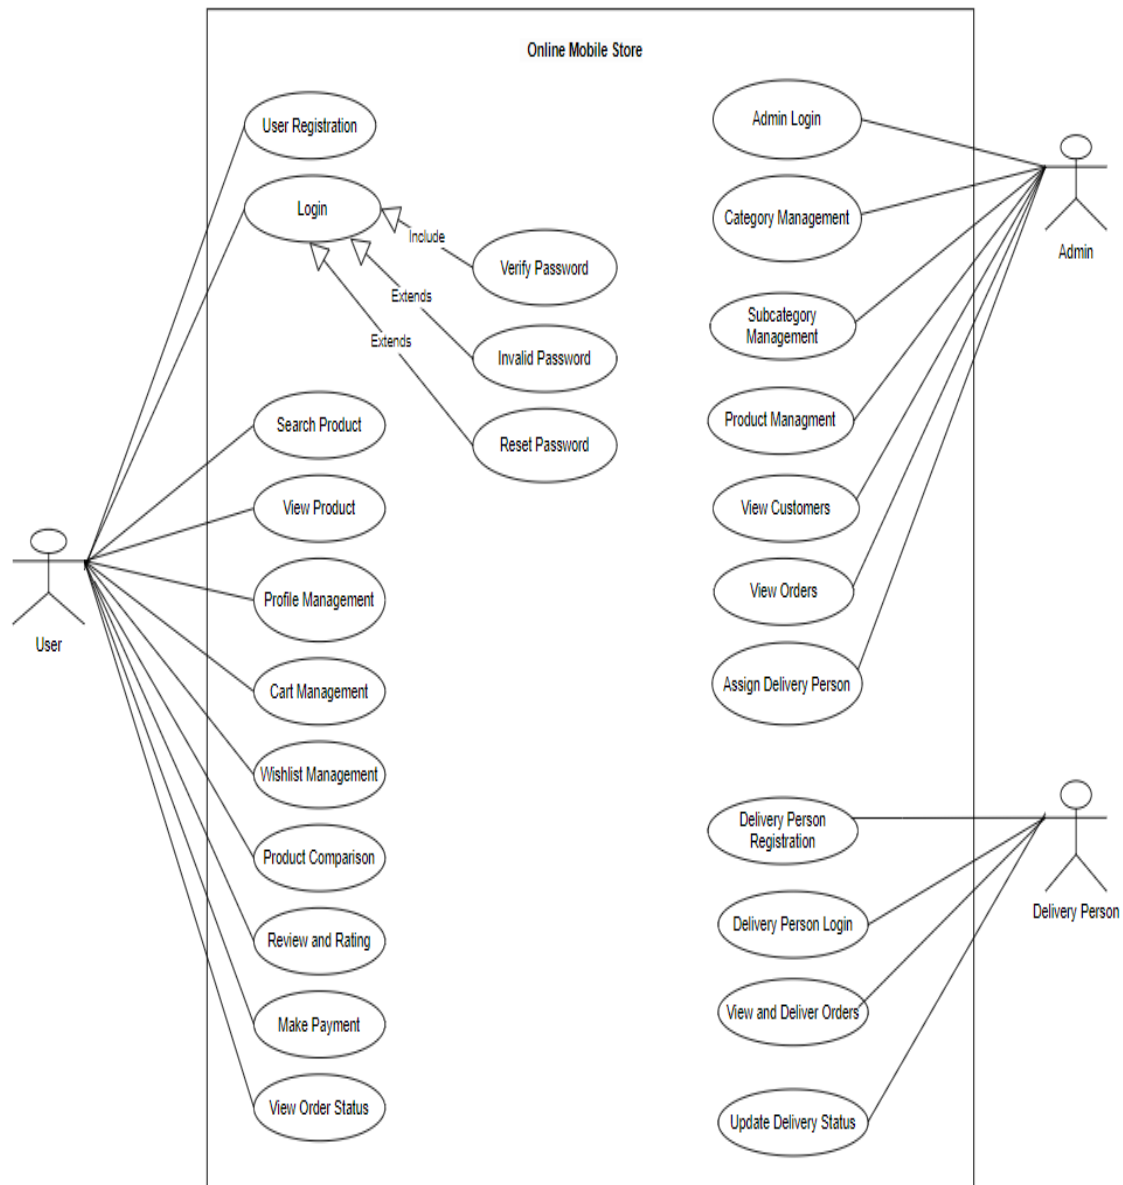 Online Mobile Store
User Registration
Login
Include
Verify Password
Extends
Invalid Password
Extends
Reset Password
Search Product
View Product
Profile Management
Cart Management
Wishlist Management
Product Comparison
Review and Rating
Make Payment
View Order Status
User
Admin Login
Category Management
Subcategory
Management
Product Managment
View Customers
View Orders
Assign Delivery Person
Admin
Delivery Person
Registration
Delivery Person Login
View and Deliver Orders
Update Delivery Status
Delivery Person